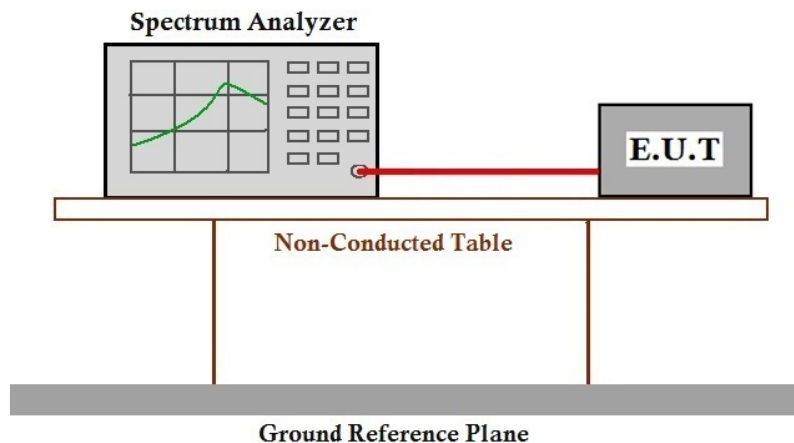 Spectrum Analyzer
E.U.T
Non-Conducted Table
Ground Reference Plane